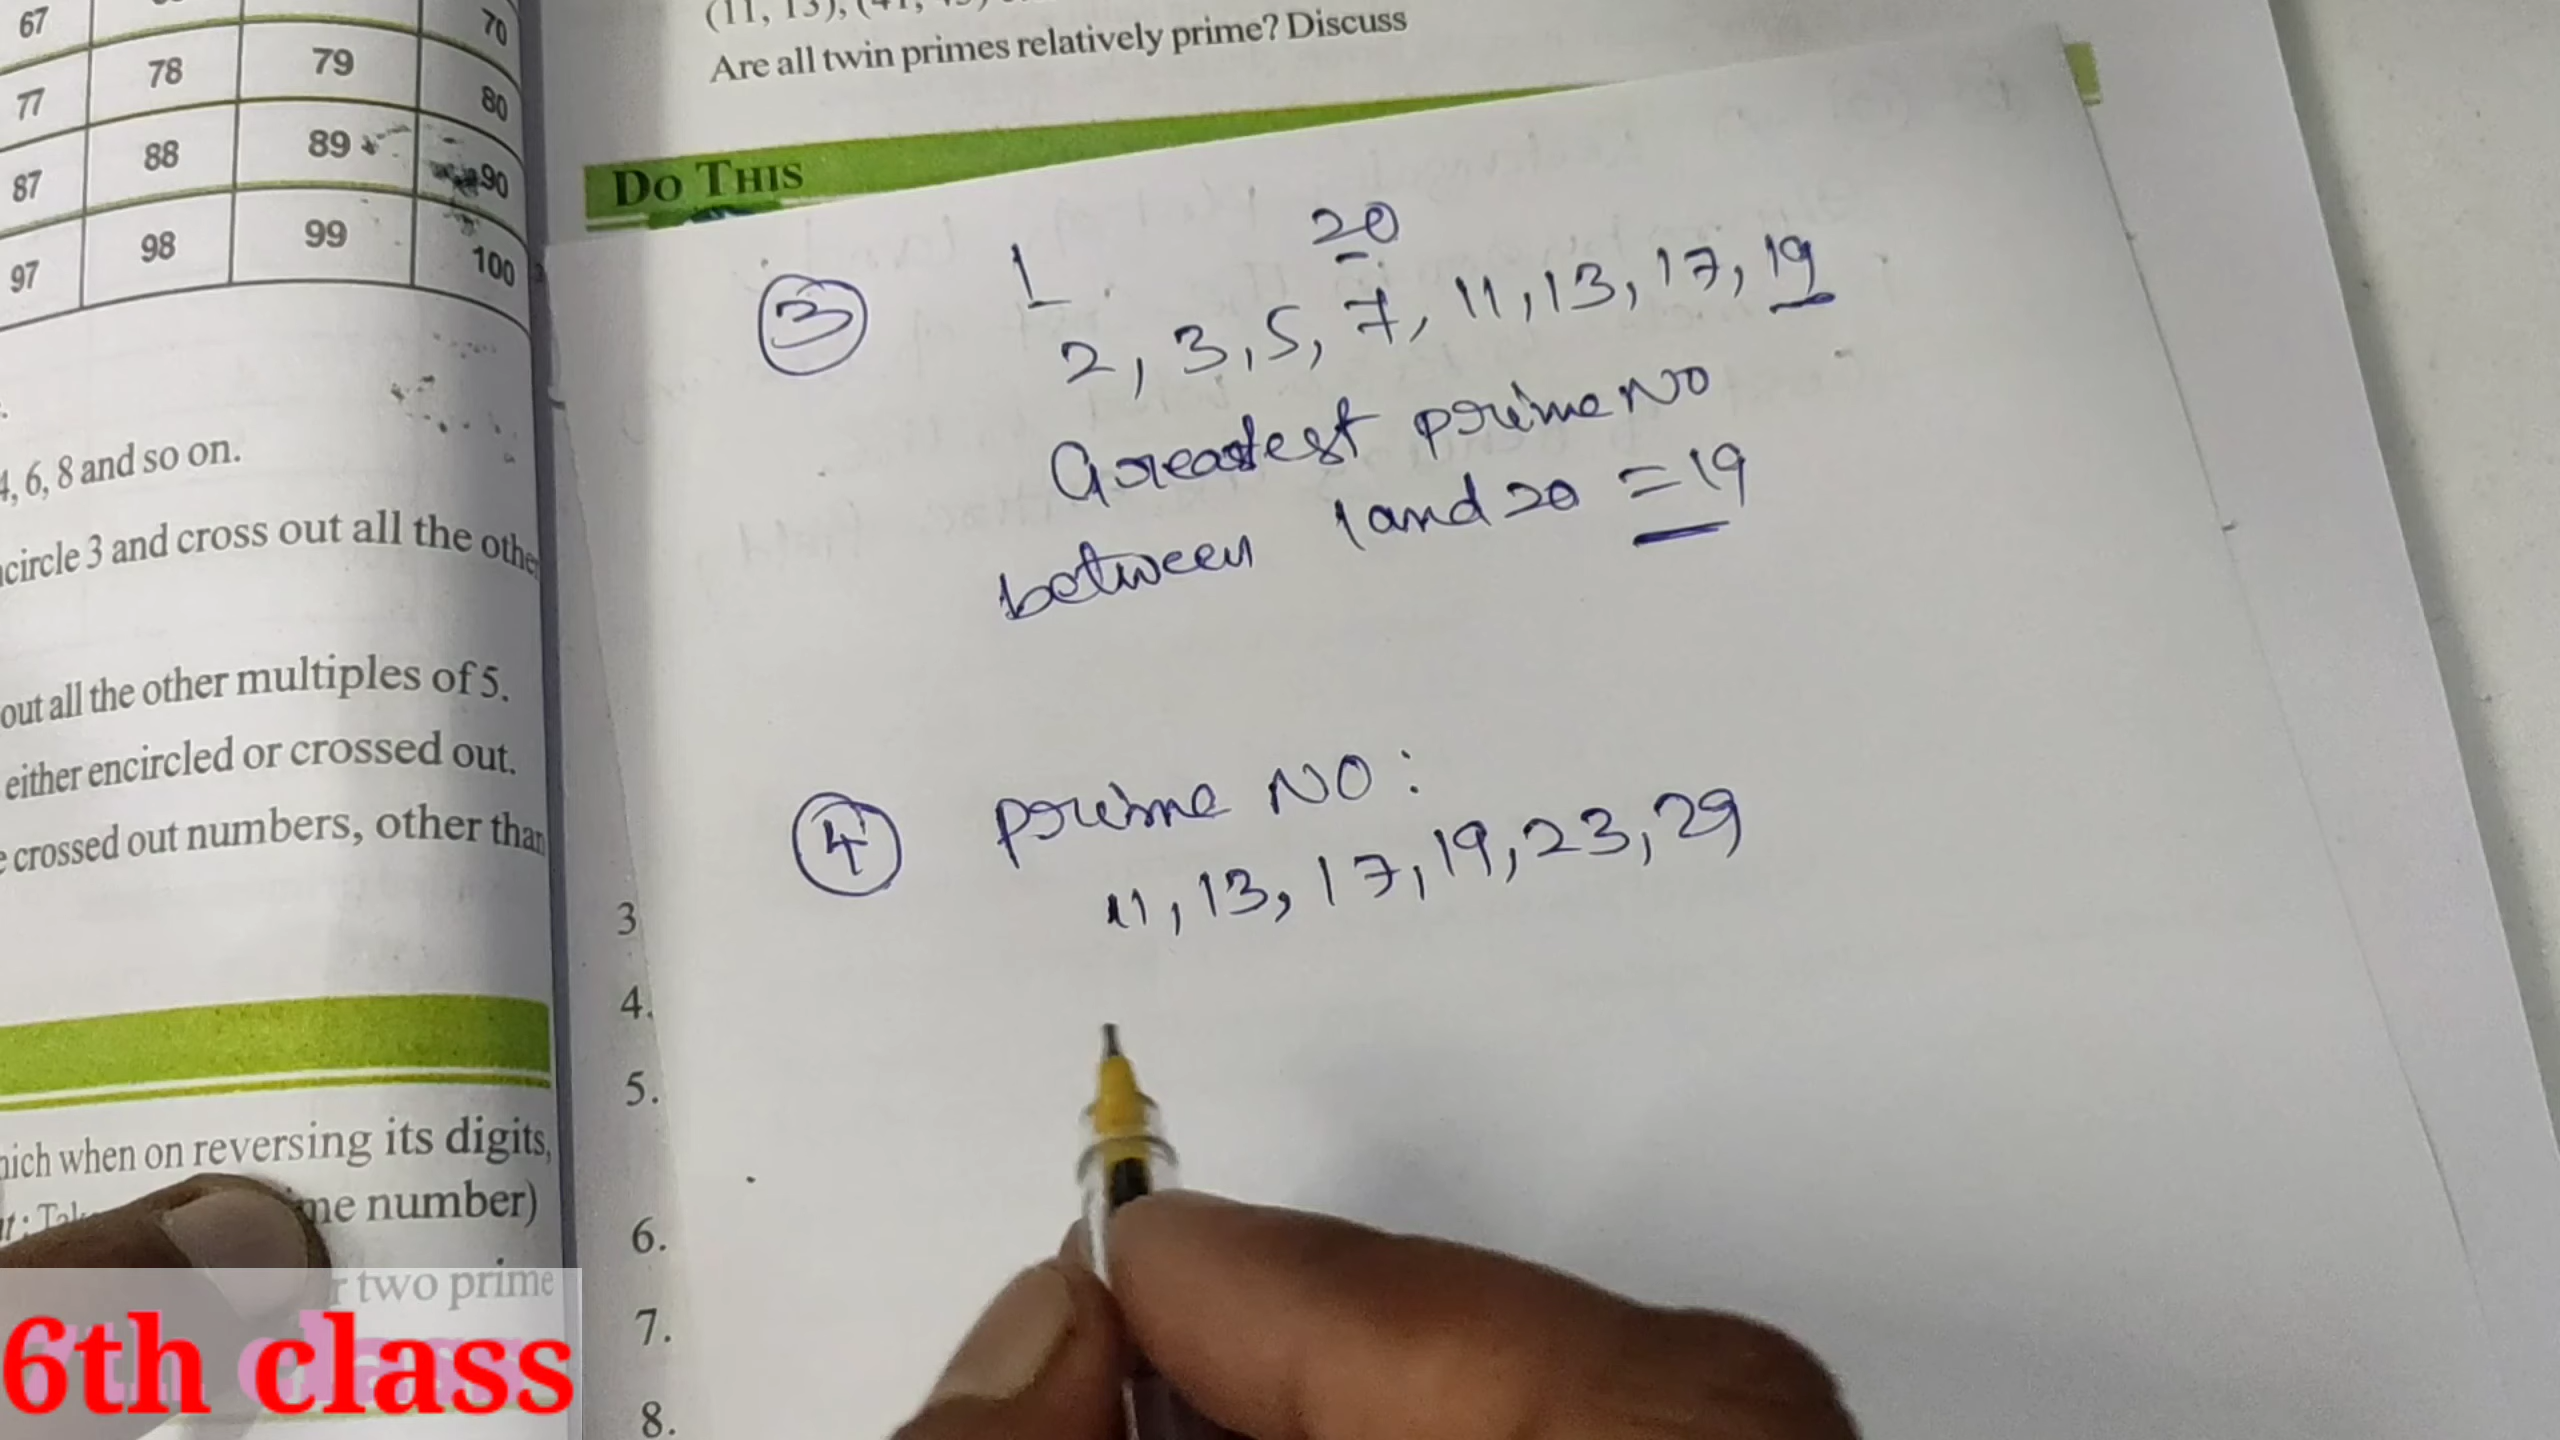 67 70
77 78 79 80
87 88 89 90
97 98 99 100
4, 6, 8 and so on.
circle 3 and cross out all the othe
out all the other multiples of 5.
either encircled or crossed out.
crossed out numbers, other than
hich when on reversing its digits,
me number)
r two prime
6th class
(11, 13), (41,
Are all twin primes relatively prime? Discuss
DO THIS
3 1 20
2, 3, 5, 7, 11, 13, 17, 19
Greatest prime NO
between 1 and 20 = 19
4 prime NO:
11, 13, 17, 19, 23, 29
3
4.
5.
6.
7.
8.